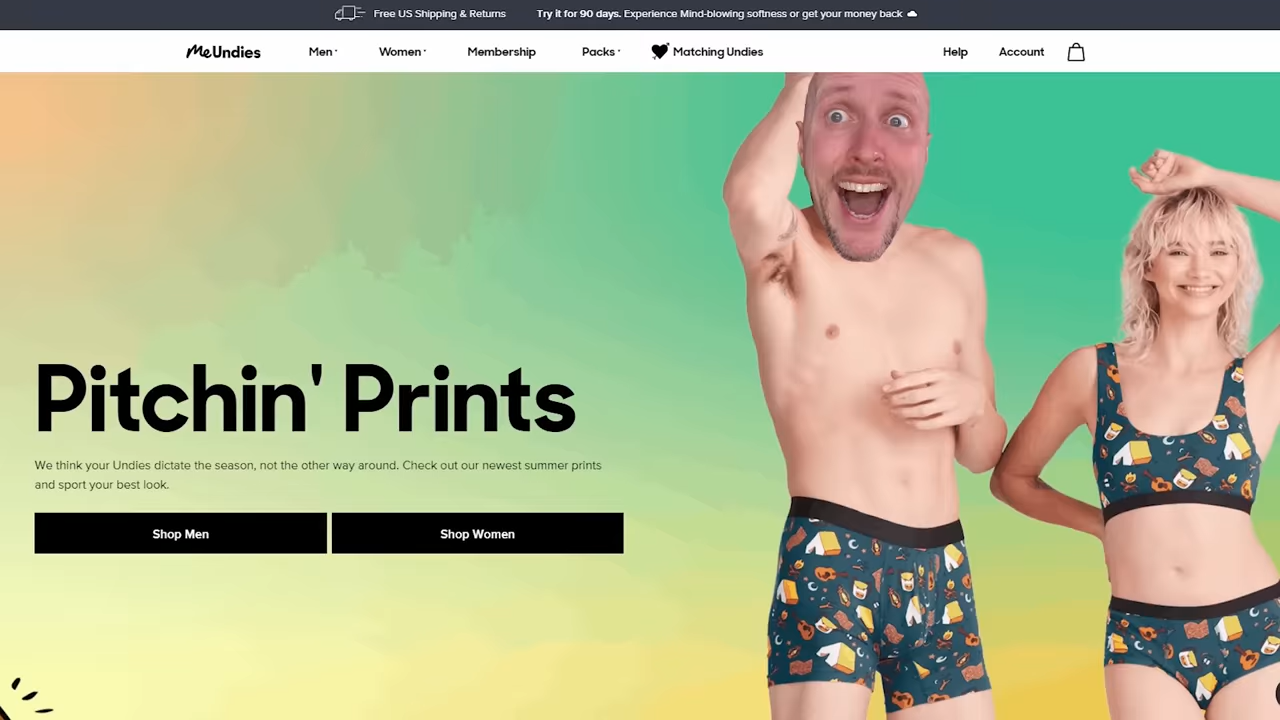 Free US Shipping & Returns
Try it for 90 days. Experience Mind-blowing softness or get your money back
MeUndies
Men
Women
Membership
Packs
Matching Undies
Help
Account
Pitchin' Prints
We think your Undies dictate the season, not the other way around. Check out our newest summer prints
and sport your best look.
Shop Men
Shop Women